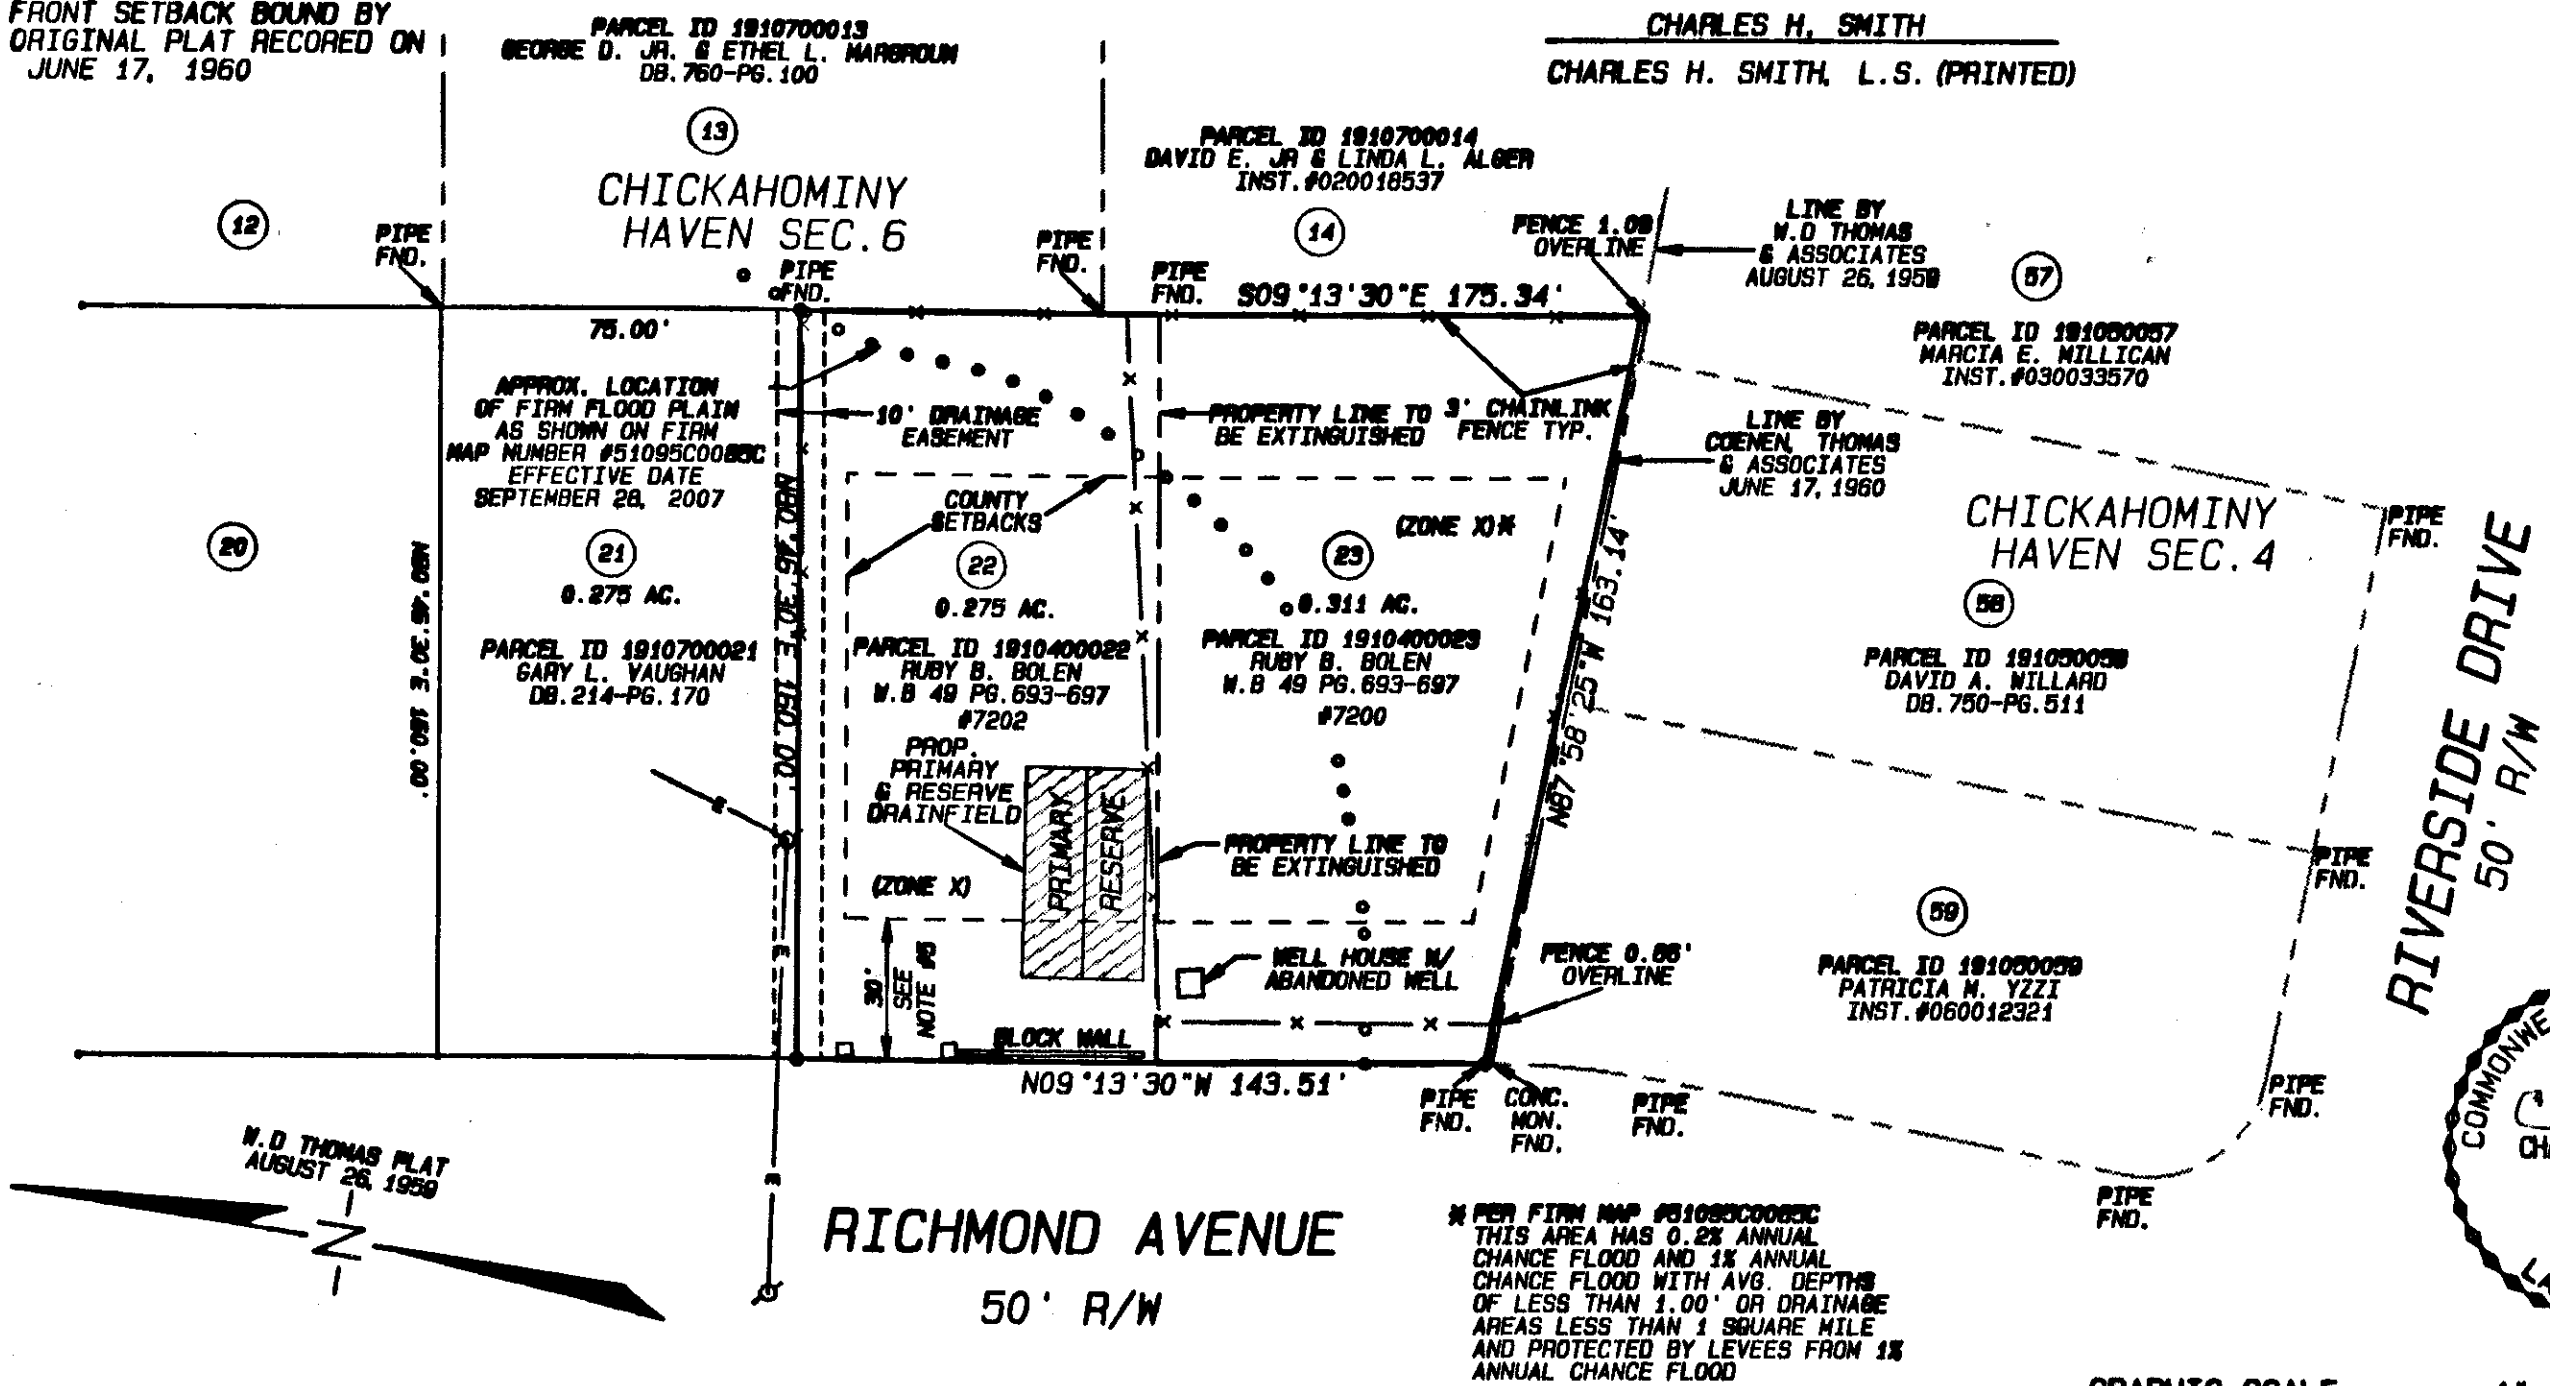 FRONT SETBACK BOUND BY
ORIGINAL PLAT RECORED ON
JUNE 17, 1960
PARCEL ID 1910700013
GEORGE D. JR. & ETHEL L. MARGROUM
DB.760-PG.100
13
CHICKAHOMINY
HAVEN SEC.6
CHARLES H. SMITH
CHARLES H. SMITH, L.S. (PRINTED)
PARCEL ID 1910700014
DAVID E. JR & LINDA L. ALGER
INST.#020018537
14
12
PIPE
FND.
PIPE
FND.
PIPE
FND.
PIPE
FND.
S09°13'30"E 175.34'
FENCE 1.09
OVERLINE
LINE BY
W.D THOMAS
& ASSOCIATES
AUGUST 26, 1959
57
PARCEL ID 191050057
MARCIA E. MILLICAN
INST.#030033570
75.00'
APPROX. LOCATION
OF FIRM FLOOD PLAIN
AS SHOWN ON FIRM
MAP NUMBER #51095C0085C
EFFECTIVE DATE
SEPTEMBER 28, 2007
10' DRAINAGE
EASEMENT
PROPERTY LINE TO
BE EXTINGUISHED
3' CHAINLINK
FENCE TYP.
LINE BY
COENEN, THOMAS
& ASSOCIATES
JUNE 17, 1960
COUNTY
SETBACKS
(ZONE X)*
CHICKAHOMINY
HAVEN SEC.4
PIPE
FND.
20
N80°46'30"E 160.00'
21
0.275 AC.
PARCEL ID 1910700021
GARY L. VAUGHAN
DB.214-PG.170
N80°46'30"E 160.00'
22
0.275 AC.
PARCEL ID 1910400022
RUBY B. BOLEN
W.B 49 PG.693-697
#7202
23
0.311 AC.
PARCEL ID 1910400023
RUBY B. BOLEN
W.B 49 PG.693-697
#7200
N87°58'25"W 163.14'
58
PARCEL ID 191050058
DAVID A. WILLARD
DB.750-PG.511
RIVERSIDE DRIVE
50' R/W
PROP.
PRIMARY
& RESERVE
DRAINFIELD
PRIMARY
RESERVE
E
PROPERTY LINE TO
BE EXTINGUISHED
PIPE
FND.
(ZONE X)
30'
SEE
NOTE #5
E
WELL HOUSE W/
ABANDONED WELL
FENCE 0.86'
OVERLINE
59
PARCEL ID 191050059
PATRICIA M. YZZI
INST.#060012321
BLOCK WALL
N09°13'30"W 143.51'
PIPE
FND.
CONC.
MON.
FND.
PIPE
FND.
PIPE
FND.
PIPE
FND.
COMMONWE
CHA
LA
W.D THOMAS PLAT
AUGUST 26, 1959
N
E
RICHMOND AVENUE
50' R/W
* PER FIRM MAP #51095C0085C
THIS AREA HAS 0.2% ANNUAL
CHANCE FLOOD AND 1% ANNUAL
CHANCE FLOOD WITH AVG. DEPTHS
OF LESS THAN 1.00' OR DRAINAGE
AREAS LESS THAN 1 SQUARE MILE
AND PROTECTED BY LEVEES FROM 1%
ANNUAL CHANCE FLOOD
GRAPHIC SCALE